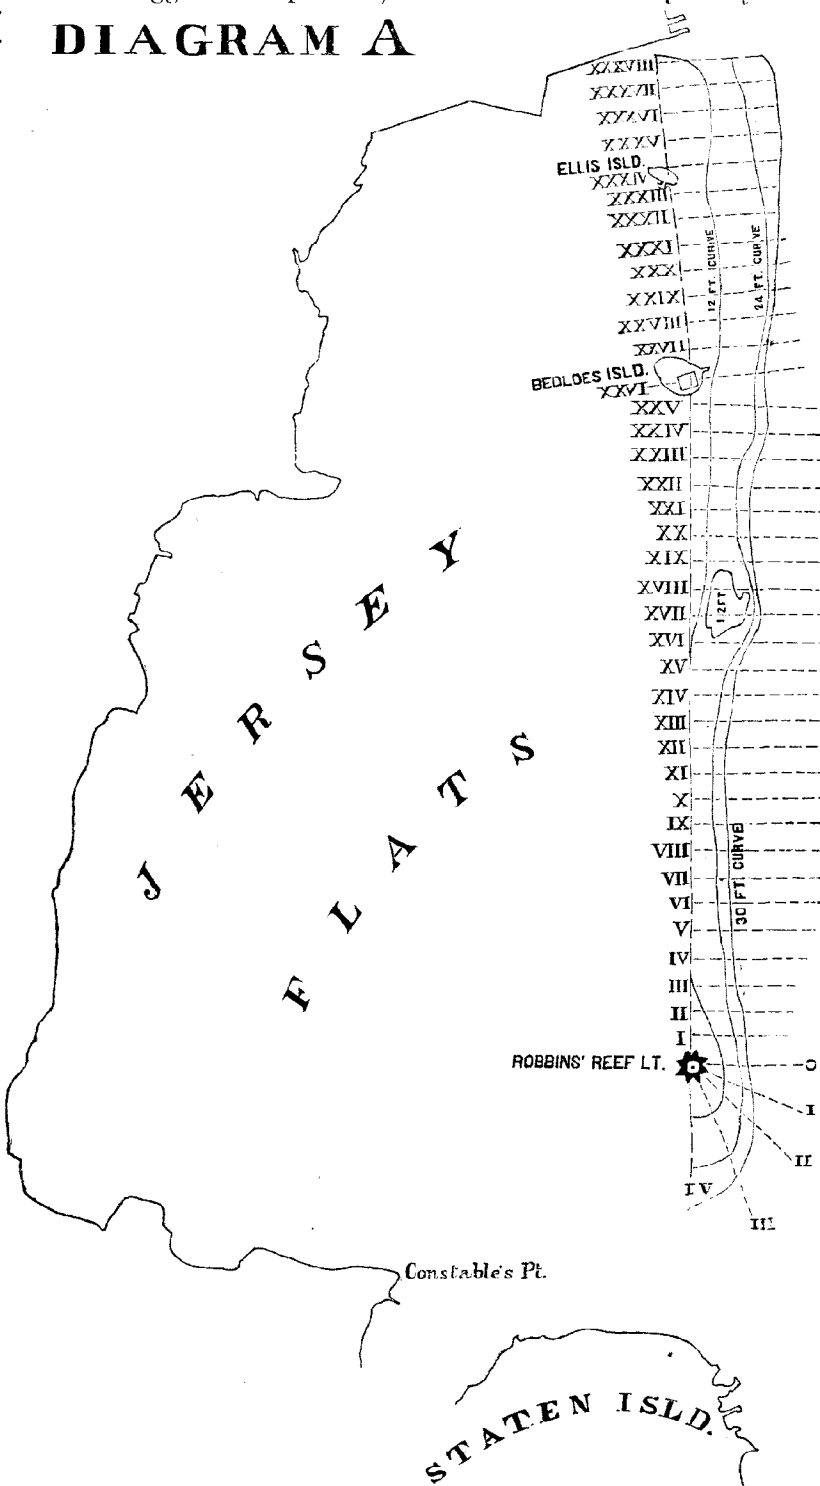 DIAGRAM A
XXXVIII
XXXVII
XXXVI
XXXV
ELLIS ISLD.
XXXIV
XXXIII
XXXII
XXXI
XXX
XXIX
XXVIII
XXVII
12 FT. CURVE
24 FT. CURVE
BEDLOES ISLD.
XXVI
XXV
XXIV
XXIII
XXII
XXI
XX
XIX
XVIII
XVII
12 FT
XVI
XV
XIV
XIII
XII
XI
X
IX
VIII
VII
VI
V
IV
III
II
I
30 FT. CURVE
JERSEY
FLATS
ROBBINS' REEF LT.
O
I
II
III
IV
Constable's Pt.
STATEN ISLD.